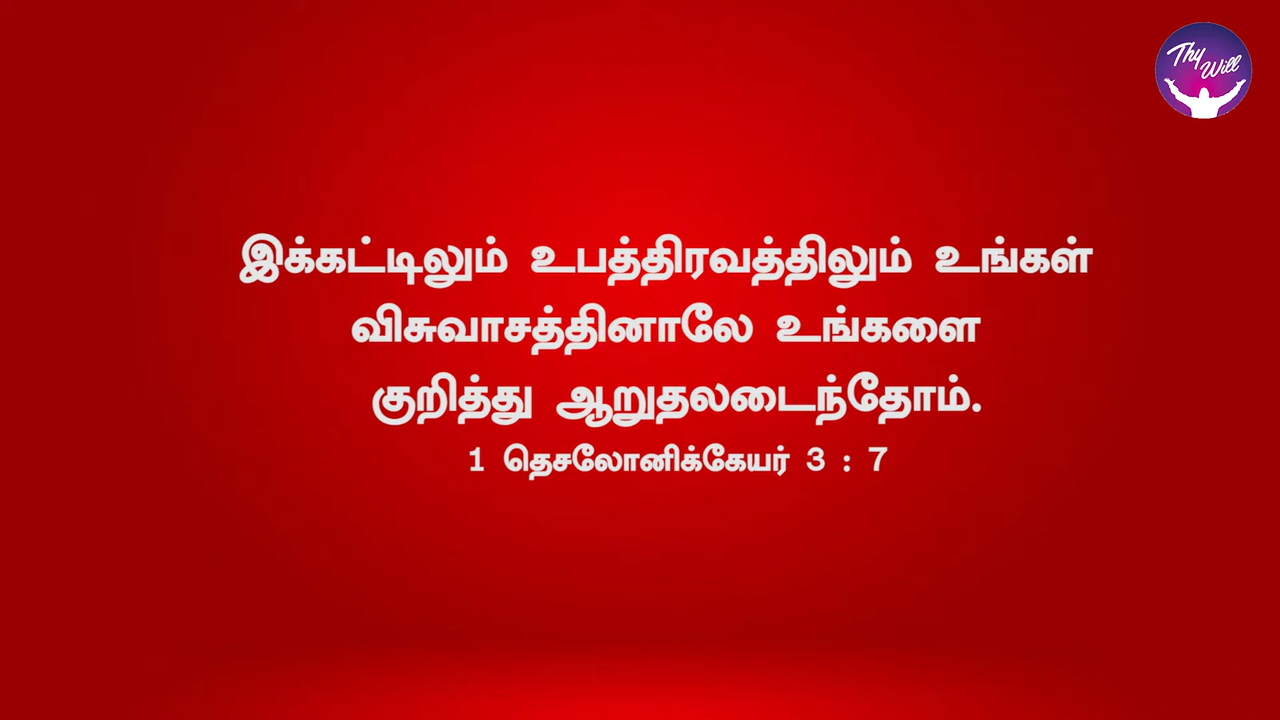 Thy
Will
இக்கட்டிலும் உபத்திரவத்திலும் உங்கள்
விசுவாசத்தினாலே உங்களை
குறித்து ஆறுதலடைந்தோம்.
1 தெசலோனிக்கேயர் 3 : 7